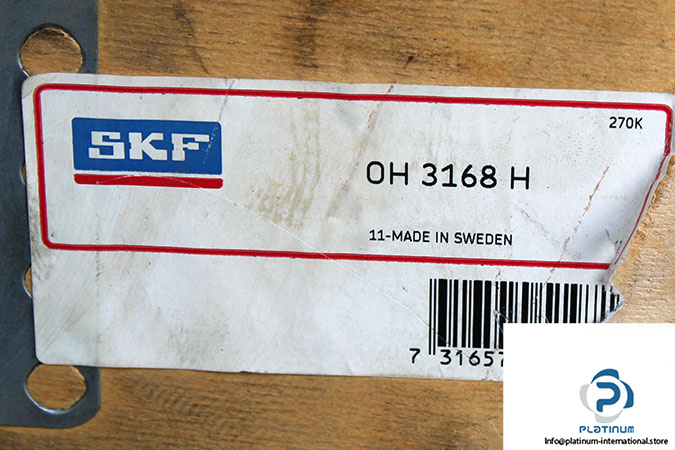 270K
SKF
OH 3168 H
11-MADE IN SWEDEN
7 31657
PLATINUM
Info@platinum-international.store